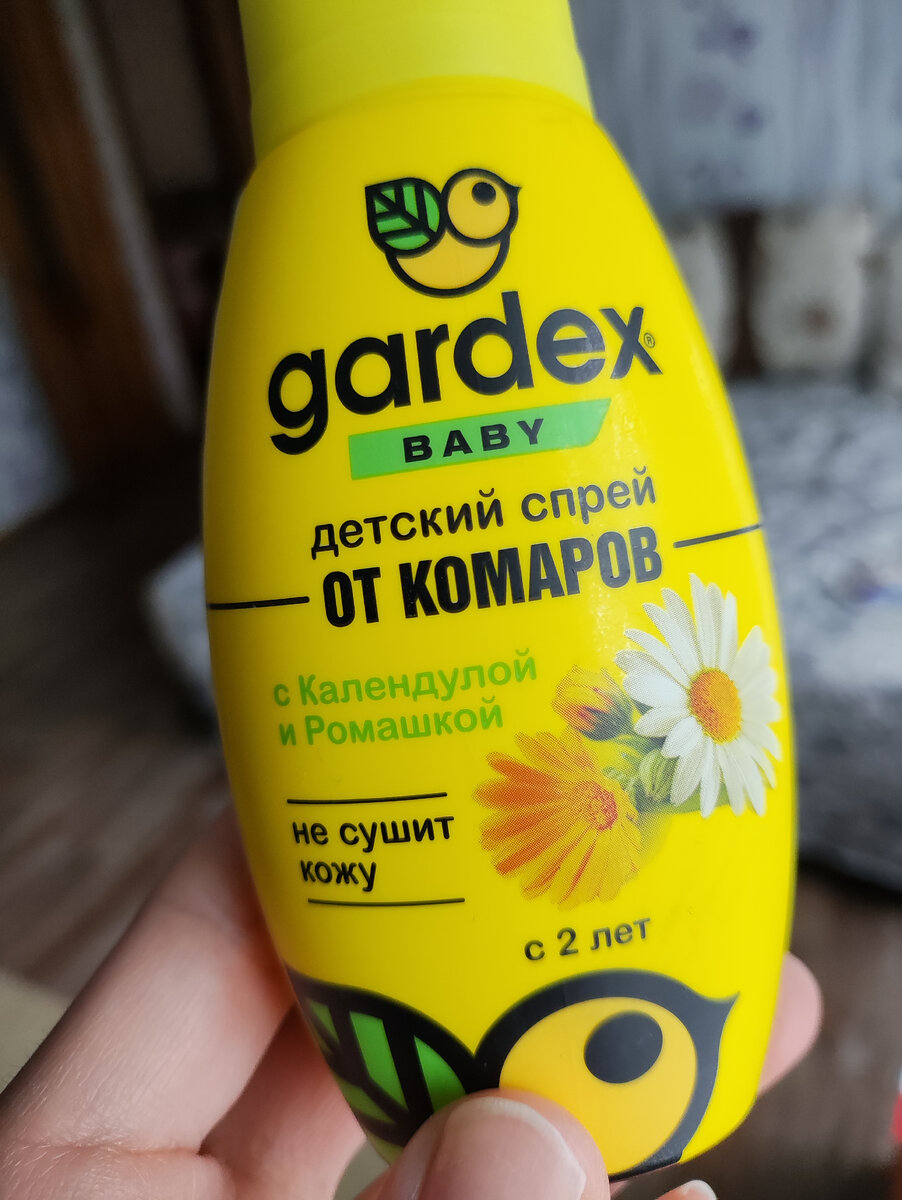 gardex®
BABY
детский спрей
ОТ КОМАРОВ
с Календулой
и Ромашкой
не сушит
кожу
с 2 лет